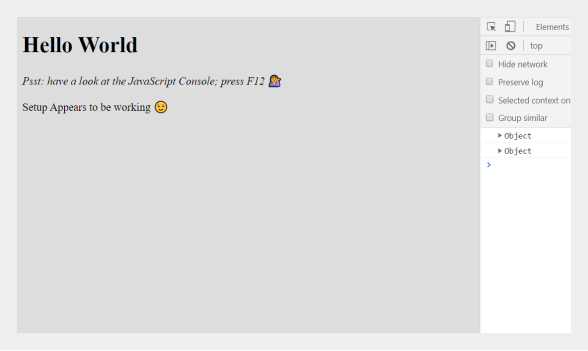 Hello World
Psst: have a look at the JavaScript Console; press F12 💁🏽‍♀️
Setup Appears to be working 😉
Elements
top
Hide network
Preserve log
Selected context on
Group similar
Object
Object